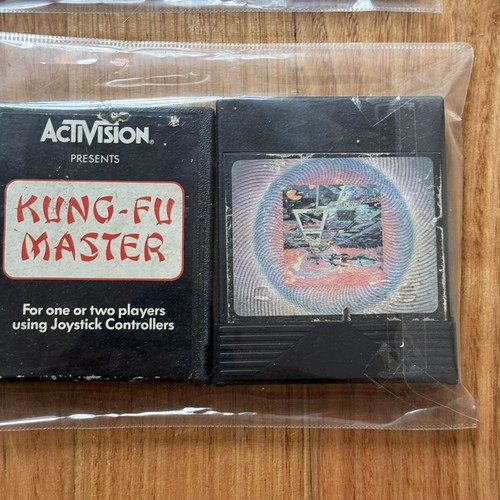 ACTIVISION®
PRESENTS
KUNG-FU
MASTER
For one or two players
using Joystick Controllers